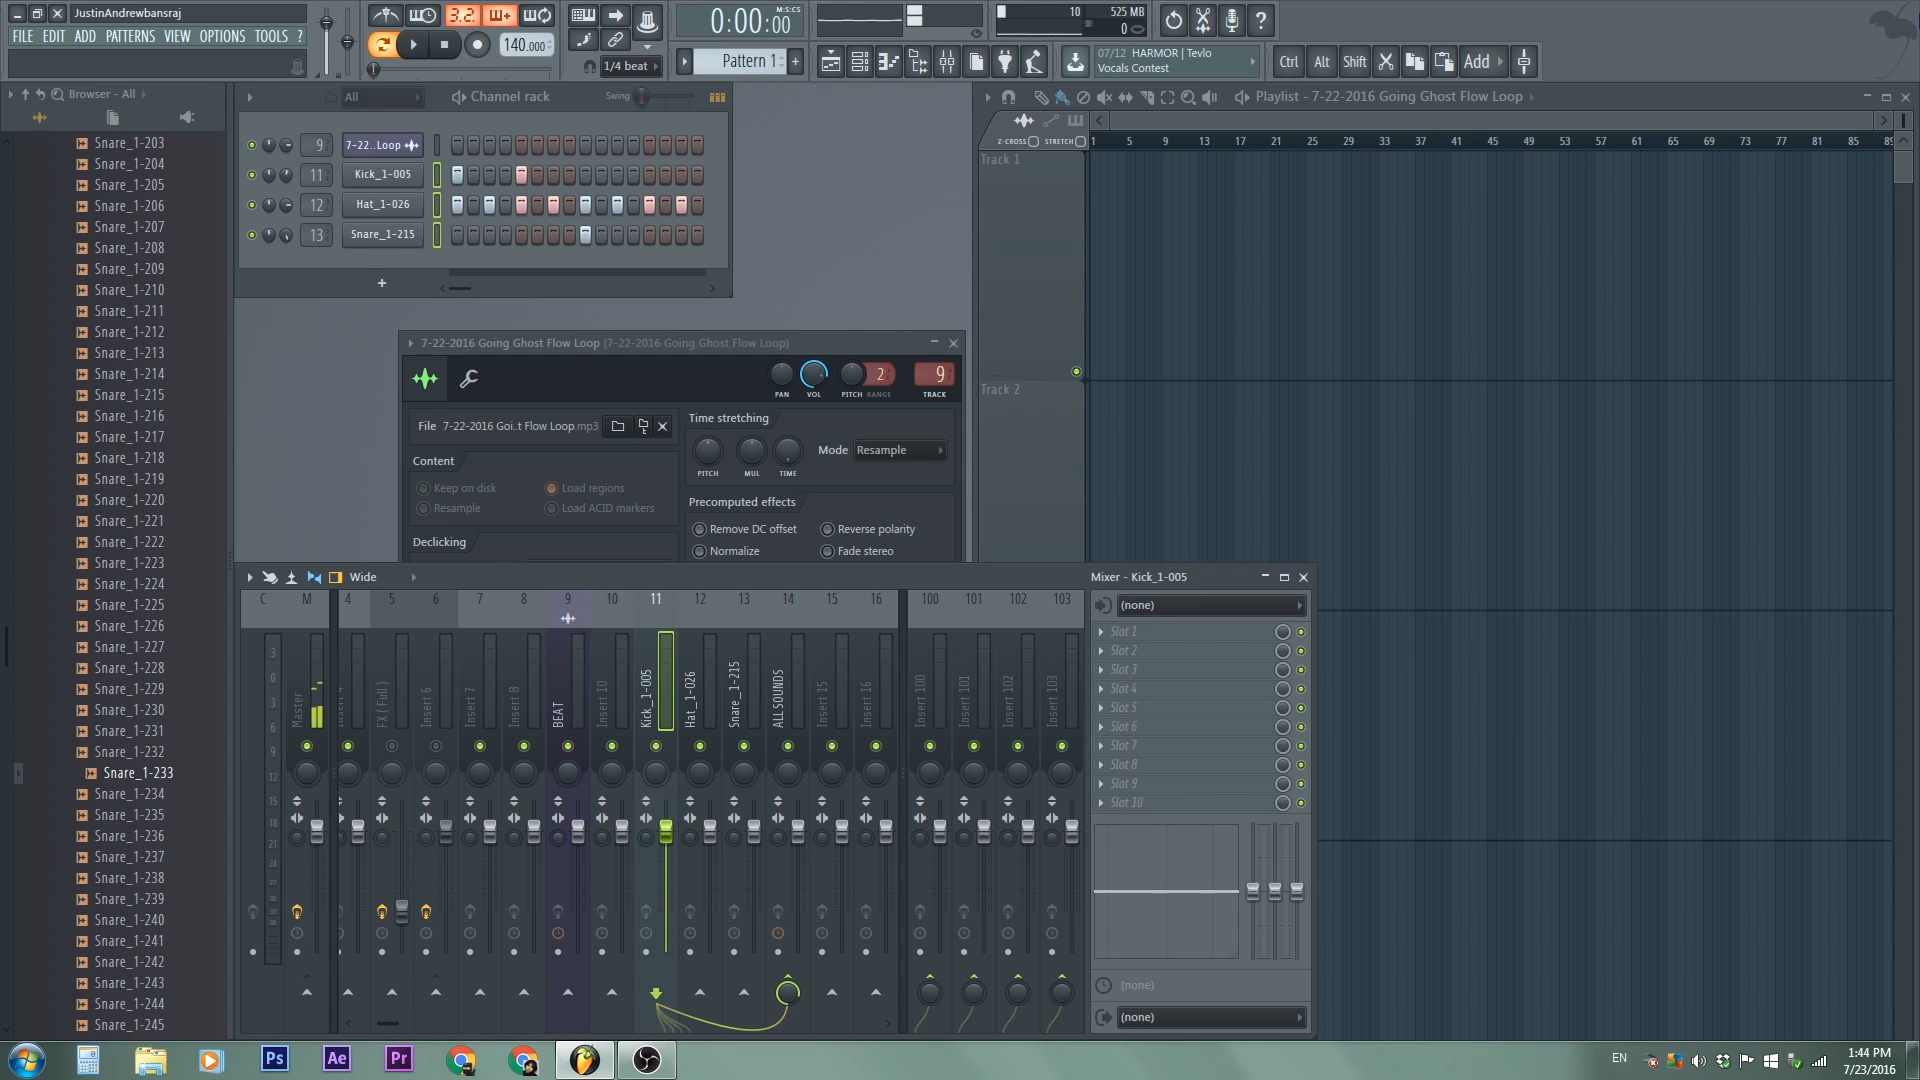 JustinAndrewbansraj
FILE EDIT ADD PATTERNS VIEW OPTIONS TOOLS ?
3.2
140.000
1/4 beat
0:00:00
M:S:CS
Pattern 1
10
525 MB
0
07/12 HARMOR | Tevlo
Vocals Contest
Ctrl
Alt
Shift
Add
Browser - All
Snare_1-203
Snare_1-204
Snare_1-205
Snare_1-206
Snare_1-207
Snare_1-208
Snare_1-209
Snare_1-210
Snare_1-211
Snare_1-212
Snare_1-213
Snare_1-214
Snare_1-215
Snare_1-216
Snare_1-217
Snare_1-218
Snare_1-219
Snare_1-220
Snare_1-221
Snare_1-222
Snare_1-223
Snare_1-224
Snare_1-225
Snare_1-226
Snare_1-227
Snare_1-228
Snare_1-229
Snare_1-230
Snare_1-231
Snare_1-232
Snare_1-233
Snare_1-234
Snare_1-235
Snare_1-236
Snare_1-237
Snare_1-238
Snare_1-239
Snare_1-240
Snare_1-241
Snare_1-242
Snare_1-243
Snare_1-244
Snare_1-245
All
Channel rack
Swing
9 7-22..Loop
11 Kick_1-005
12 Hat_1-026
13 Snare_1-215
+
7-22-2016 Going Ghost Flow Loop (7-22-2016 Going Ghost Flow Loop)
2
9
PAN VOL PITCH RANGE TRACK
File 7-22-2016 Goi..t Flow Loop.mp3
Content
Keep on disk
Load regions
Resample
Load ACID markers
Declicking
Time stretching
PITCH MUL TIME
Mode Resample
Precomputed effects
Remove DC offset
Reverse polarity
Normalize
Fade stereo
Playlist - 7-22-2016 Going Ghost Flow Loop
Z-CROSS STRETCH
1 5 9 13 17 21 25 29 33 37 41 45 49 53 57 61 65 69 73 77 81 85 89
Track 1
Track 2
Wide
Mixer - Kick_1-005
C M 4 5 6 7 8 9 10 11 12 13 14 15 16 100 101 102 103
Master
FX ( Full )
Insert 6
Insert 7
Insert 8
BEAT
Insert 10
Kick_1-005
Hat_1-026
Snare_1-215
ALL SOUNDS
Insert 15
Insert 16
Insert 100
Insert 101
Insert 102
Insert 103
3
0
3
6
9
12
15
18
21
24
(none)
Slot 1
Slot 2
Slot 3
Slot 4
Slot 5
Slot 6
Slot 7
Slot 8
Slot 9
Slot 10
(none)
(none)
Ps
Ae
Pr
EN
1:44 PM
7/23/2016